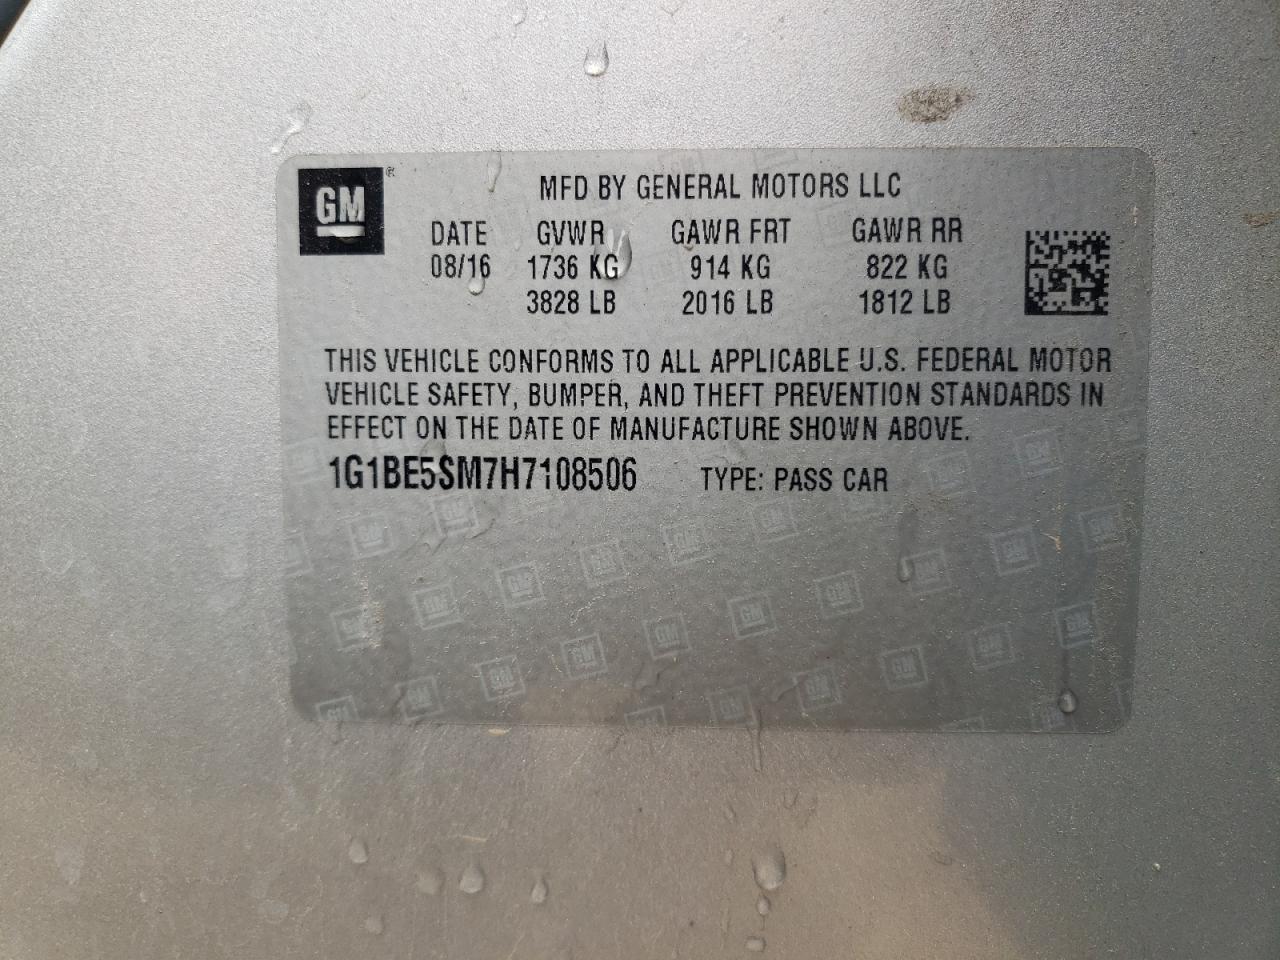 GM®
MFD BY GENERAL MOTORS LLC
DATE GVWR GAWR FRT GAWR RR
08/16 1736 KG 914 KG 822 KG
3828 LB 2016 LB 1812 LB
THIS VEHICLE CONFORMS TO ALL APPLICABLE U.S. FEDERAL MOTOR
VEHICLE SAFETY, BUMPER, AND THEFT PREVENTION STANDARDS IN
EFFECT ON THE DATE OF MANUFACTURE SHOWN ABOVE.
1G1BE5SM7H7108506 TYPE: PASS CAR